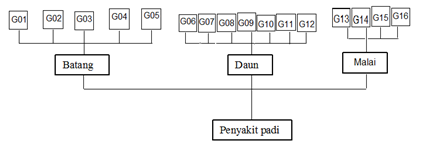 G01 G02 G03 G04 G05 G06 G07 G08 G09 G10 G11 G12 G13 G14 G15 G16
Batang Daun Malai
Penyakit padi